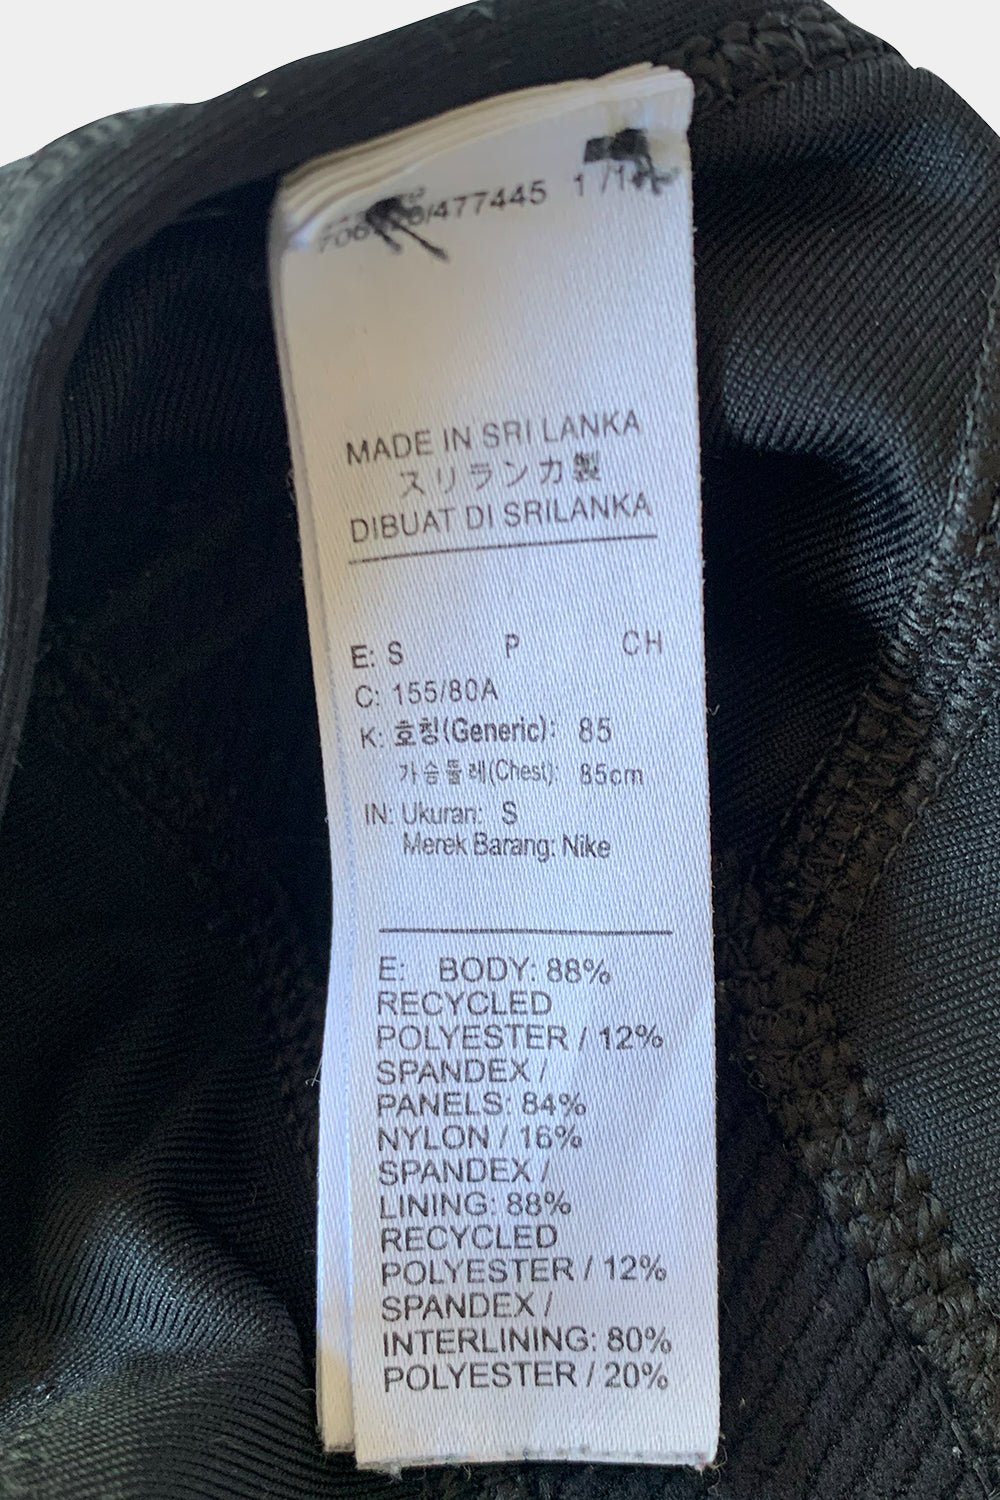 /477445 1 /1
MADE IN SRI LANKA
スリランカ製
DIBUAT DI SRILANKA
E: S P CH
C: 155/80A
K: 호칭(Generic): 85
가슴둘레(Chest): 85cm
IN: Ukuran: S
Merek Barang: Nike
E: BODY: 88%
RECYCLED
POLYESTER / 12%
SPANDEX /
PANELS: 84%
NYLON / 16%
SPANDEX /
LINING: 88%
RECYCLED
POLYESTER / 12%
SPANDEX /
INTERLINING: 80%
POLYESTER / 20%